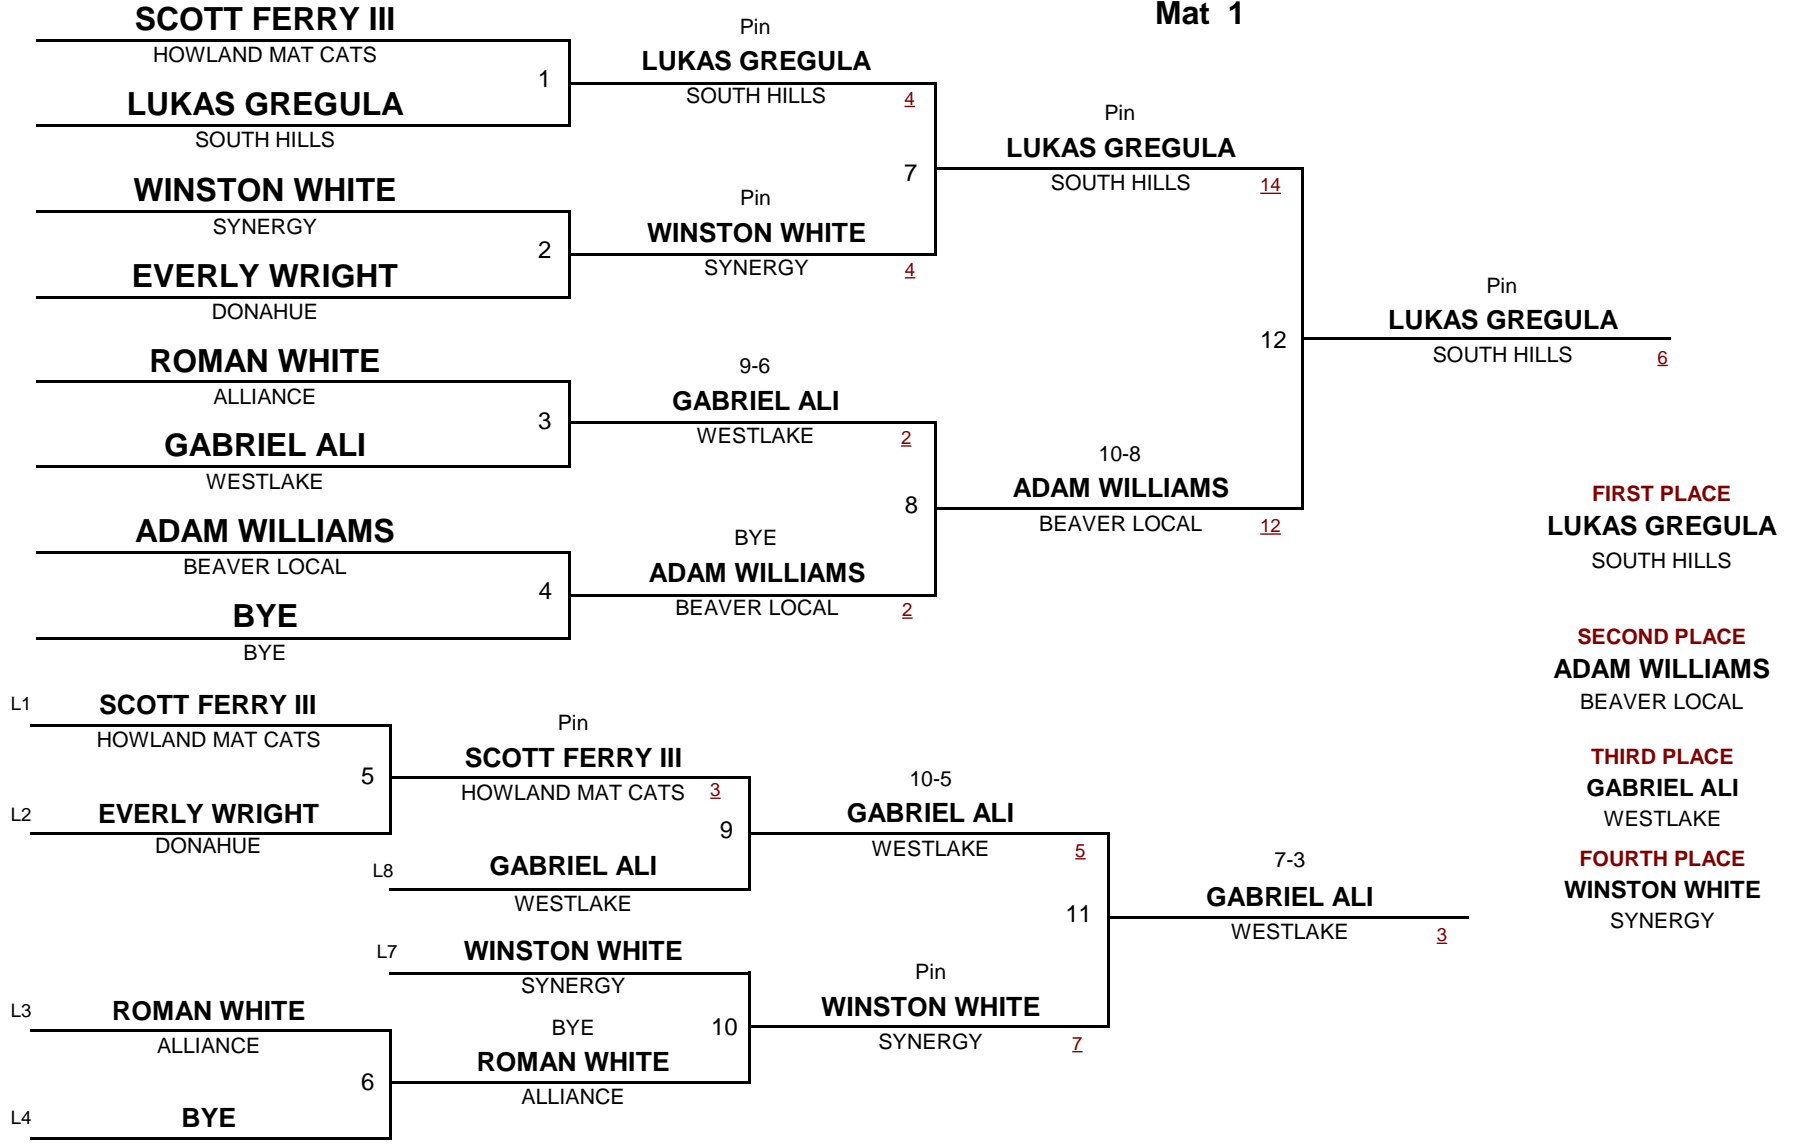 Mat 1
SCOTT FERRY III
HOWLAND MAT CATS
1
LUKAS GREGULA
SOUTH HILLS
WINSTON WHITE
SYNERGY
2
EVERLY WRIGHT
DONAHUE
ROMAN WHITE
ALLIANCE
3
GABRIEL ALI
WESTLAKE
ADAM WILLIAMS
BEAVER LOCAL
4
BYE
BYE
Pin
LUKAS GREGULA
SOUTH HILLS 4
7
Pin
WINSTON WHITE
SYNERGY 4
9-6
GABRIEL ALI
WESTLAKE 2
8
BYE
ADAM WILLIAMS
BEAVER LOCAL 2
Pin
LUKAS GREGULA
SOUTH HILLS 14
12
10-8
ADAM WILLIAMS
BEAVER LOCAL 12
Pin
LUKAS GREGULA
SOUTH HILLS 6
FIRST PLACE
LUKAS GREGULA
SOUTH HILLS
SECOND PLACE
ADAM WILLIAMS
BEAVER LOCAL
THIRD PLACE
GABRIEL ALI
WESTLAKE
FOURTH PLACE
WINSTON WHITE
SYNERGY
L1 SCOTT FERRY III
HOWLAND MAT CATS
5
L2 EVERLY WRIGHT
DONAHUE
L3 ROMAN WHITE
ALLIANCE
6
L4 BYE
Pin
SCOTT FERRY III
HOWLAND MAT CATS 3
9
L8 GABRIEL ALI
WESTLAKE
L7 WINSTON WHITE
SYNERGY
10
BYE
ROMAN WHITE
ALLIANCE
10-5
GABRIEL ALI
WESTLAKE 5
11
Pin
WINSTON WHITE
SYNERGY 7
7-3
GABRIEL ALI
WESTLAKE 3